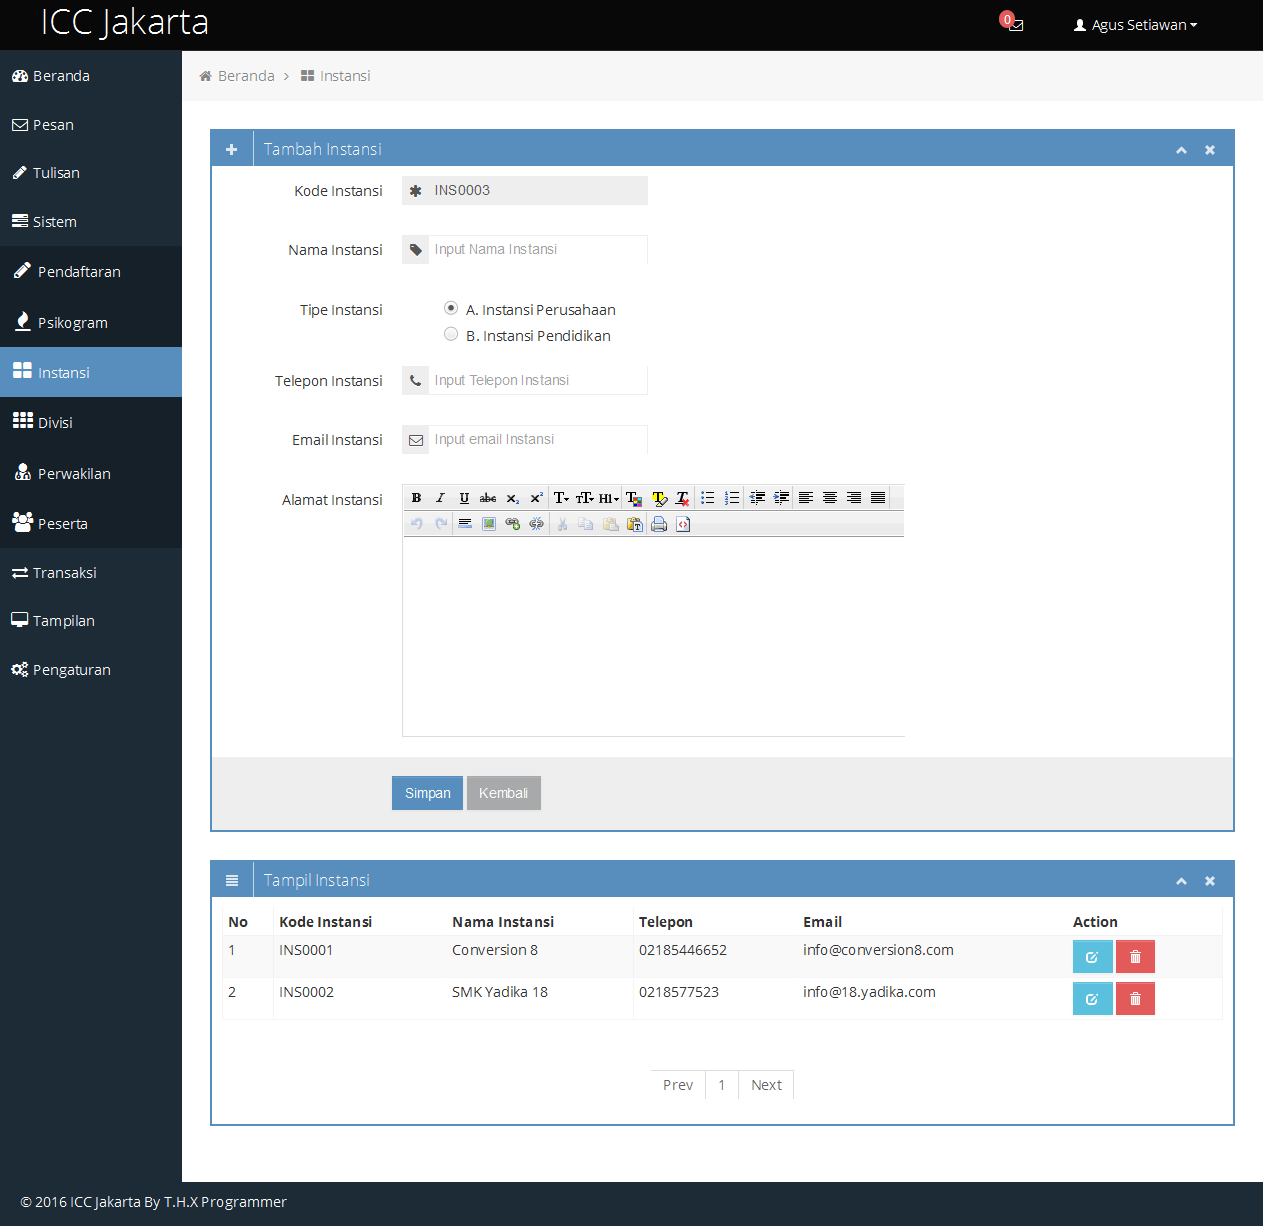 ICC Jakarta
0
Agus Setiawan
Beranda
Pesan
Tulisan
Sistem
Pendaftaran
Psikogram
Instansi
Divisi
Perwakilan
Peserta
Transaksi
Tampilan
Pengaturan
Beranda > Instansi
Tambah Instansi
Kode Instansi INS0003
Nama Instansi Input Nama Instansi
Tipe Instansi A. Instansi Perusahaan
B. Instansi Pendidikan
Telepon Instansi Input Telepon Instansi
Email Instansi Input email Instansi
Alamat Instansi
Simpan Kembali
Tampil Instansi
No Kode Instansi Nama Instansi Telepon Email Action
1 INS0001 Conversion 8 02185446652 info@conversion8.com
2 INS0002 SMK Yadika 18 0218577523 info@18.yadika.com
Prev 1 Next
© 2016 ICC Jakarta By T.H.X Programmer